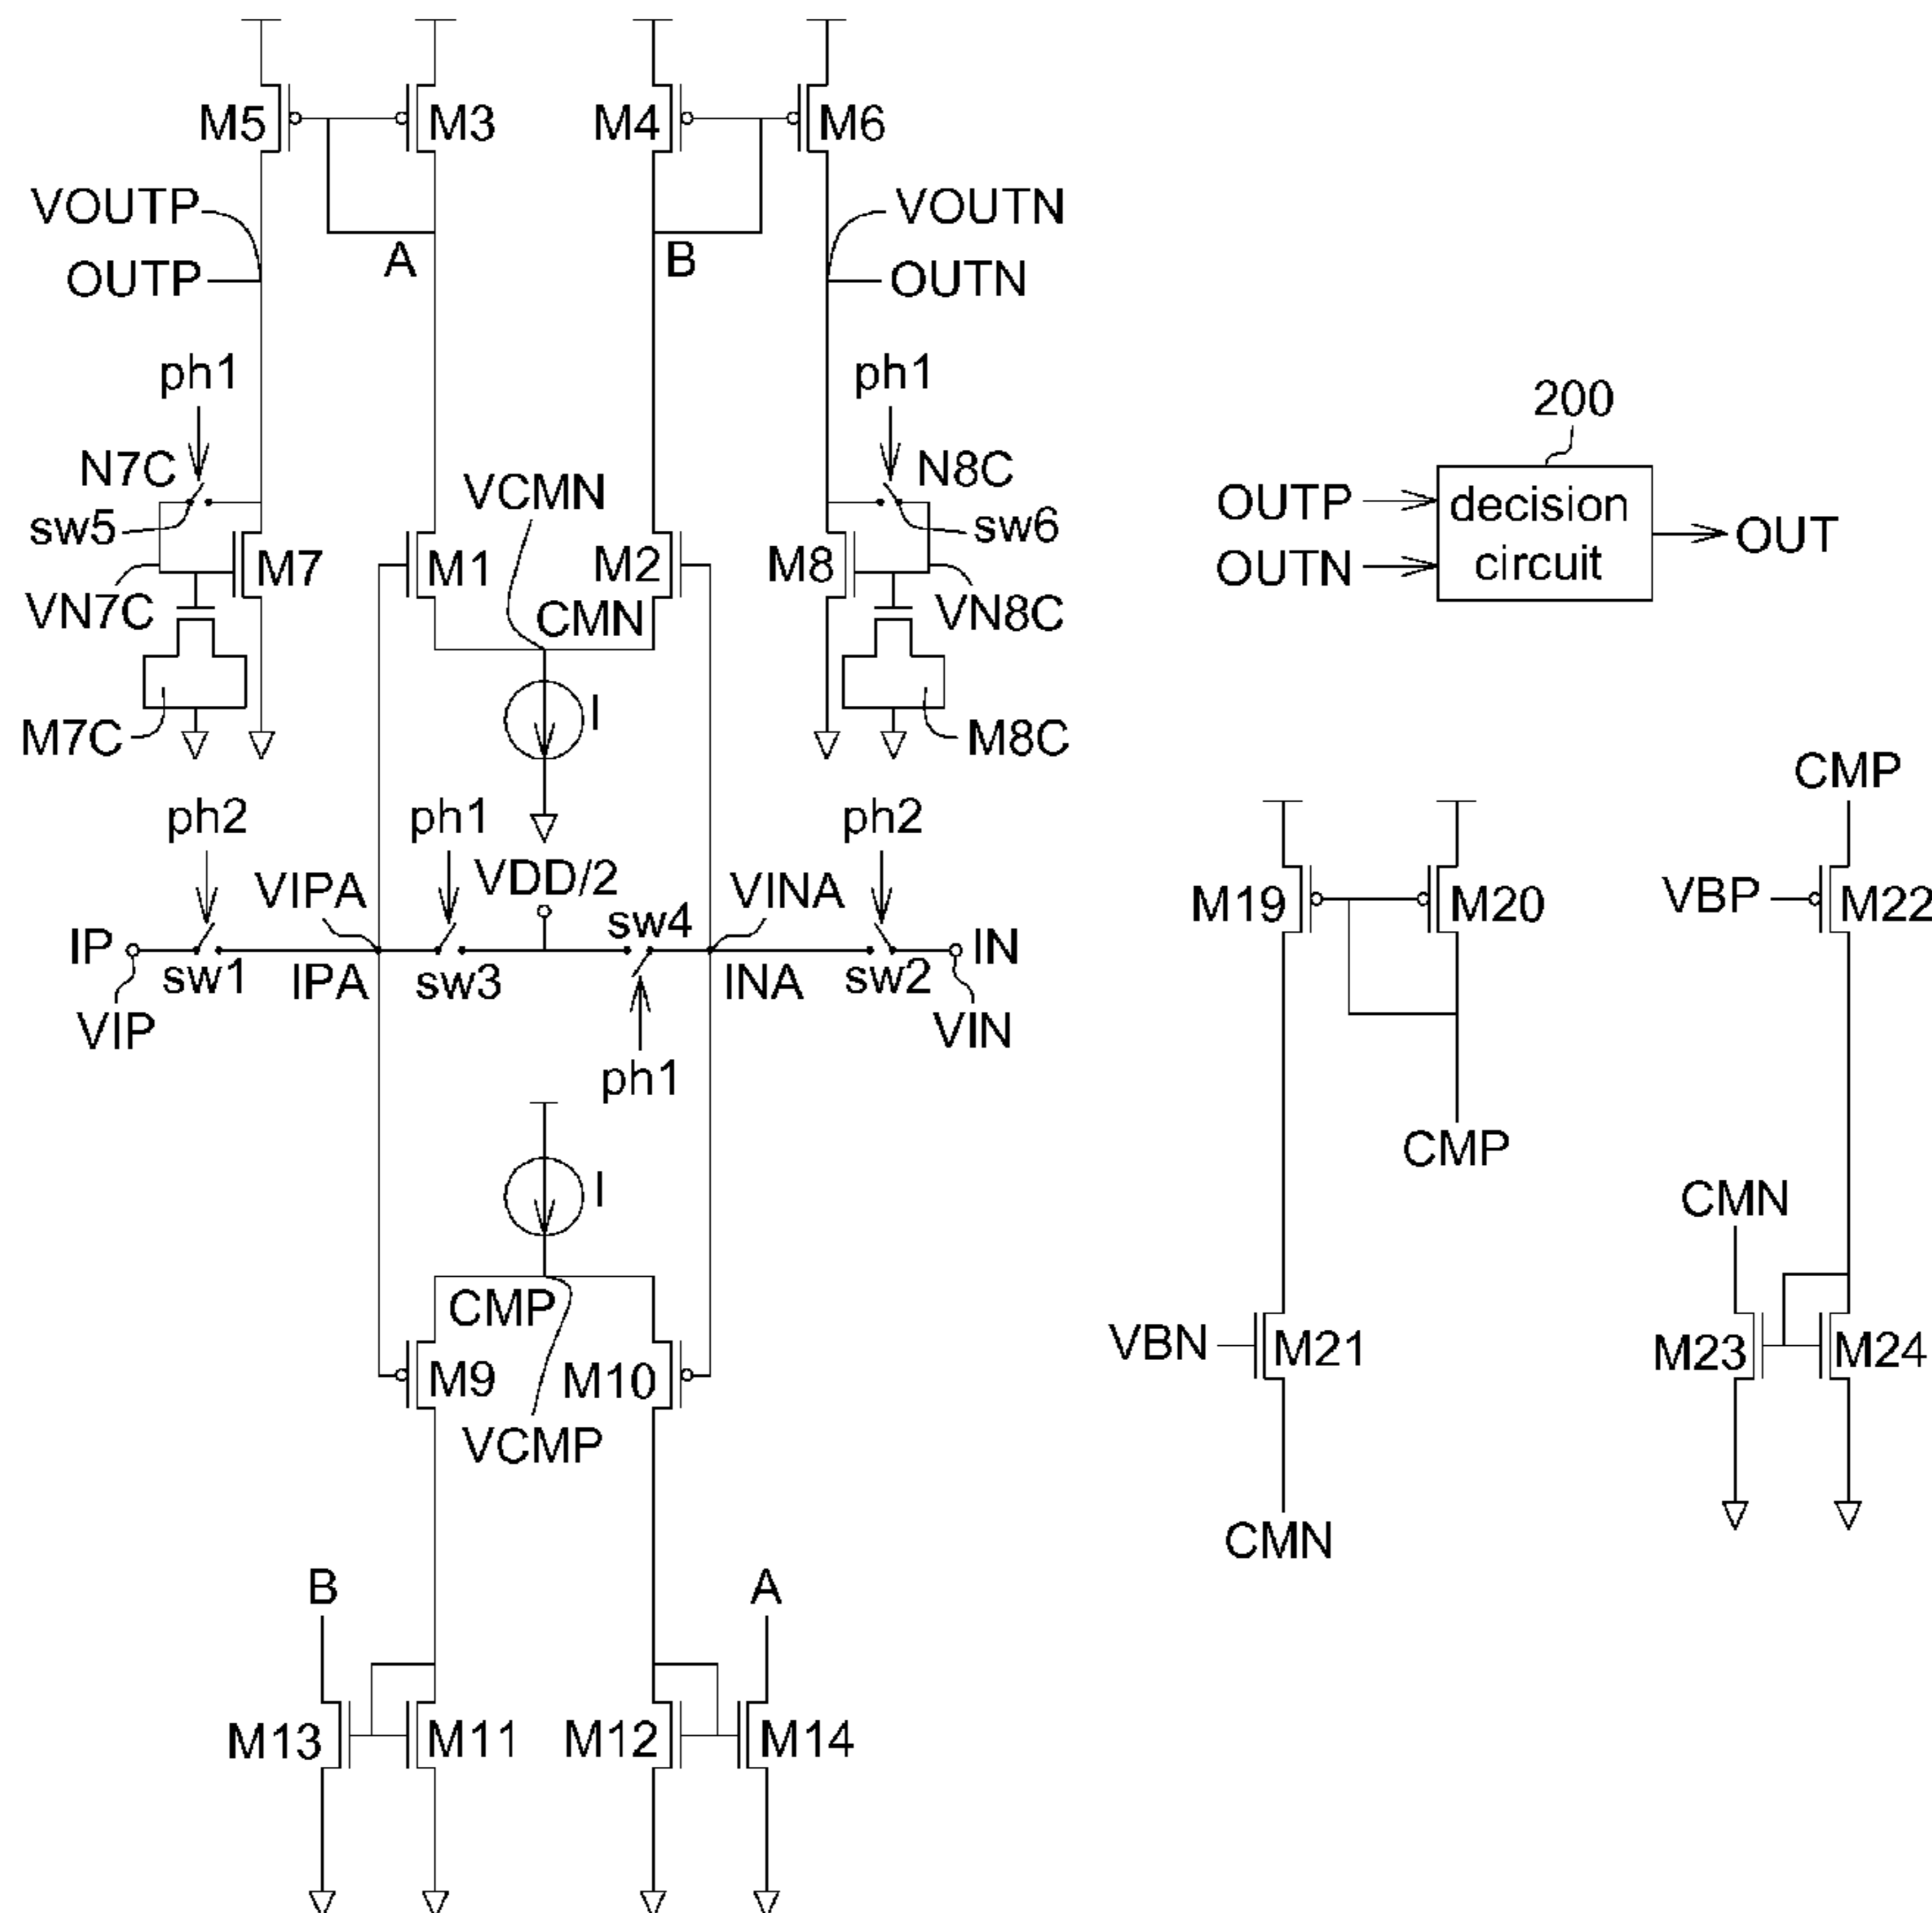 M5 M3 M4 M6
VOUTP VOUTN
A B
OUTP OUTN
ph1 ph1
200
N7C VCMN N8C
OUTP decision circuit OUT
OUTN
sw5 sw6
M7 M1 M2 M8
VN7C CMN VN8C
I
M7C M8C
CMP
ph2 ph1 VDD/2 ph2
VIPA sw4 VINA
M19 M20 VBP M22
IP IN
sw1 IPA sw3 INA sw2
VIP VIN
ph1
CMP
I
CMN
CMP
VBN M21 M23 M24
M9 M10
VCMP
CMN
B A
M13 M11 M12 M14